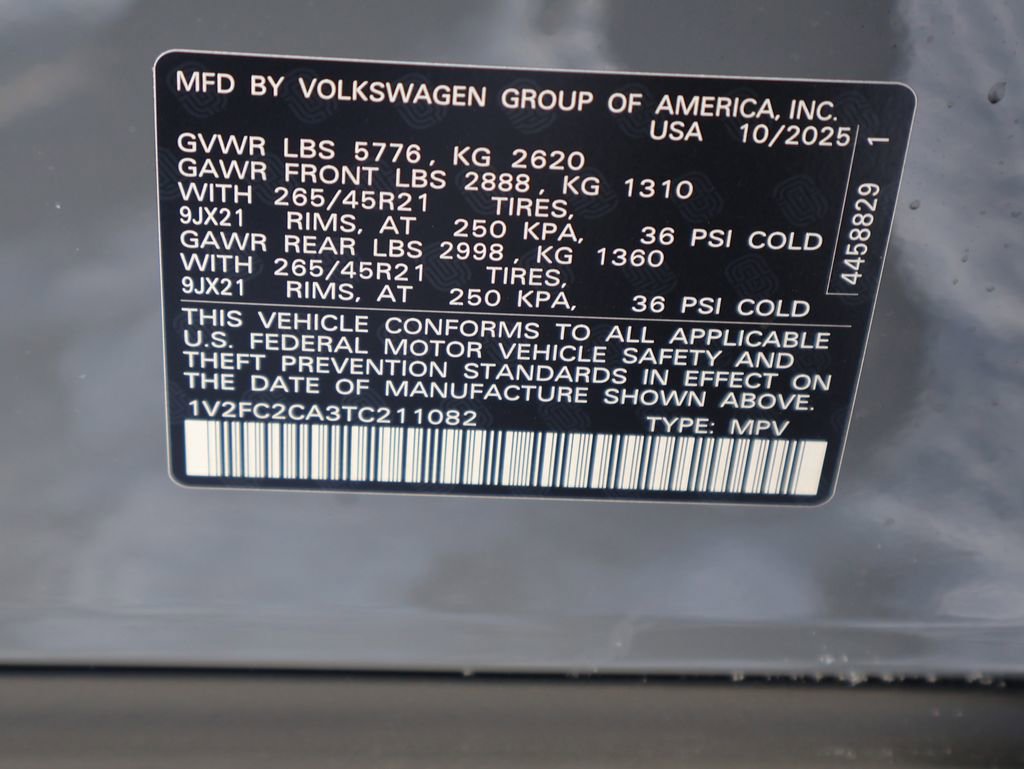 MFD BY VOLKSWAGEN GROUP OF AMERICA, INC.
USA 10/2025
GVWR LBS 5776, KG 2620
GAWR FRONT LBS 2888, KG 1310
WITH 265/45R21 TIRES,
9JX21 RIMS, AT 250 KPA, 36 PSI COLD
GAWR REAR LBS 2998, KG 1360
WITH 265/45R21 TIRES,
9JX21 RIMS, AT 250 KPA, 36 PSI COLD
4458829 1
THIS VEHICLE CONFORMS TO ALL APPLICABLE
U.S. FEDERAL MOTOR VEHICLE SAFETY AND
THEFT PREVENTION STANDARDS IN EFFECT ON
THE DATE OF MANUFACTURE SHOWN ABOVE.
1V2FC2CA3TC211082 TYPE: MPV